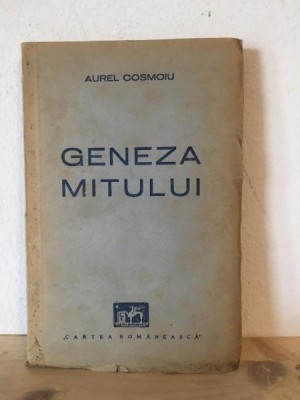 AUREL COSMOIU
GENEZA
MITULUI
„CARTEA ROMÂNEASCĂ"